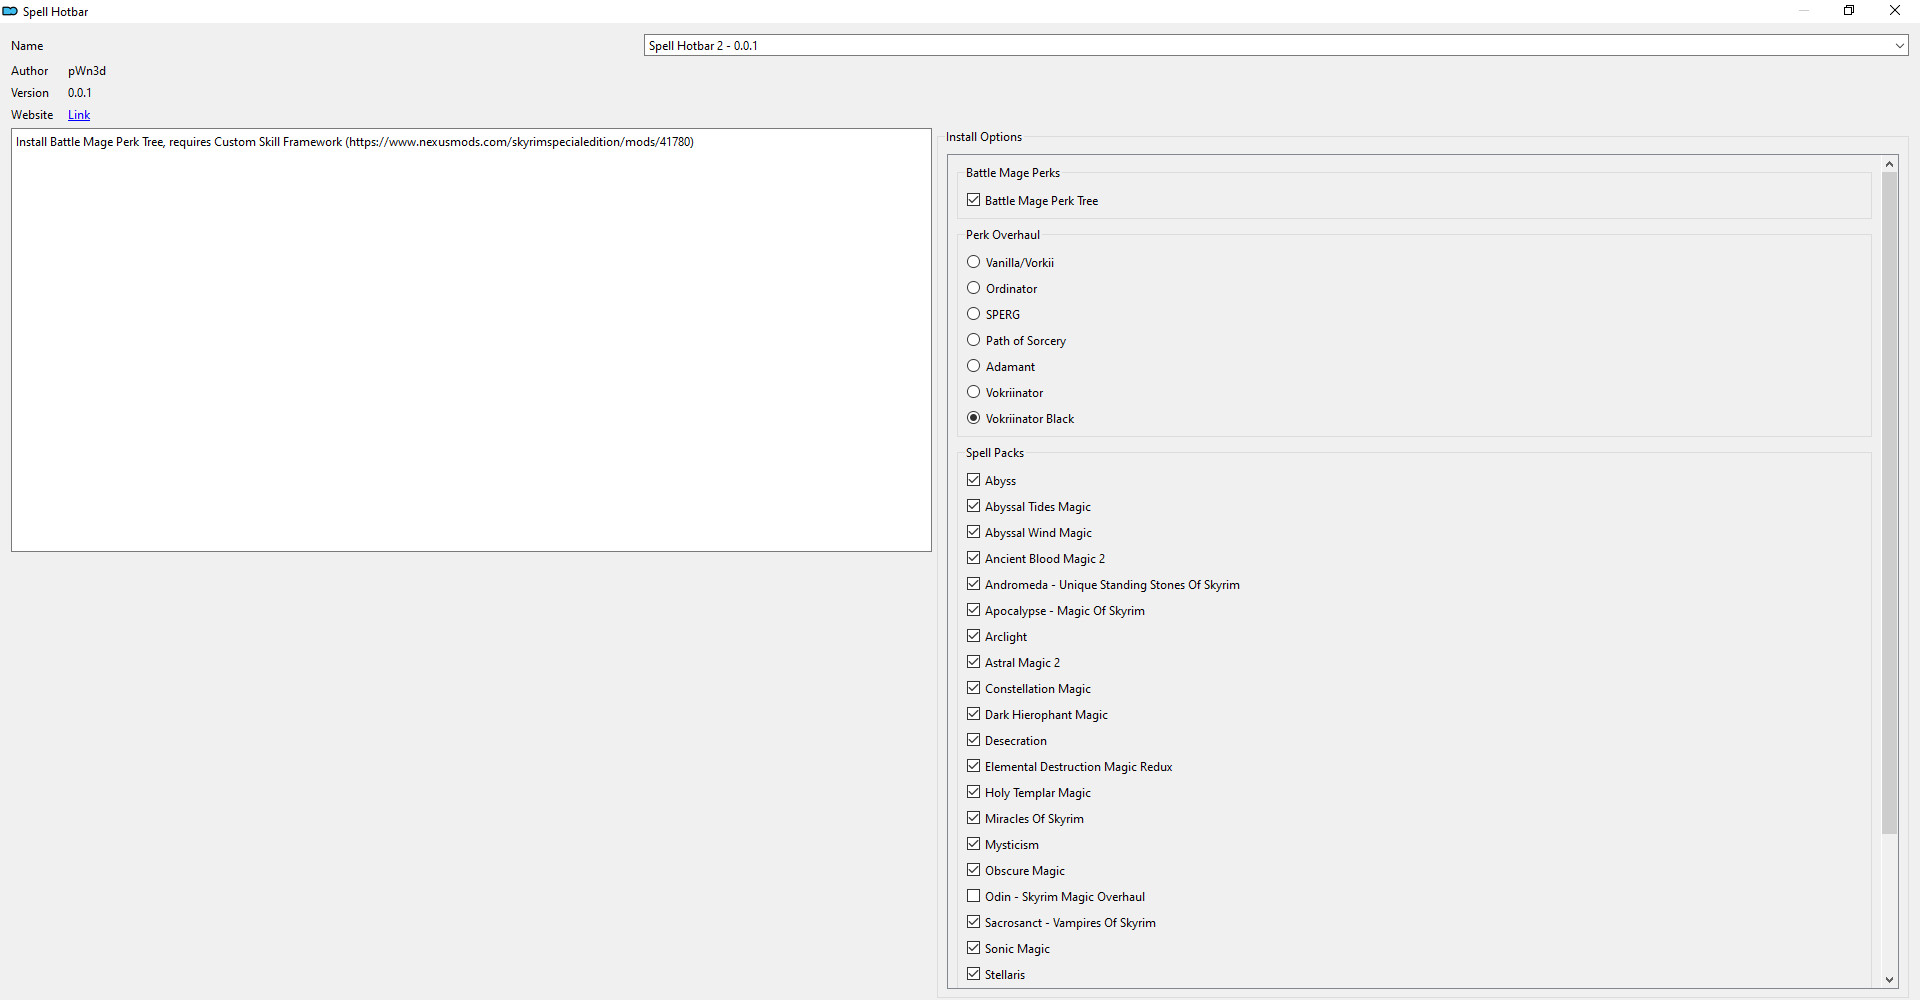 Spell Hotbar
Name
Spell Hotbar 2 - 0.0.1
Author pWn3d
Version 0.0.1
Website Link
Install Battle Mage Perk Tree, requires Custom Skill Framework (https://www.nexusmods.com/skyrimspecialedition/mods/41780)
Install Options
Battle Mage Perks
Battle Mage Perk Tree
Perk Overhaul
Vanilla/Vorkii
Ordinator
SPERG
Path of Sorcery
Adamant
Vokriinator
Vokriinator Black
Spell Packs
Abyss
Abyssal Tides Magic
Abyssal Wind Magic
Ancient Blood Magic 2
Andromeda - Unique Standing Stones Of Skyrim
Apocalypse - Magic Of Skyrim
Arclight
Astral Magic 2
Constellation Magic
Dark Hierophant Magic
Desecration
Elemental Destruction Magic Redux
Holy Templar Magic
Miracles Of Skyrim
Mysticism
Obscure Magic
Odin - Skyrim Magic Overhaul
Sacrosanct - Vampires Of Skyrim
Sonic Magic
Stellaris